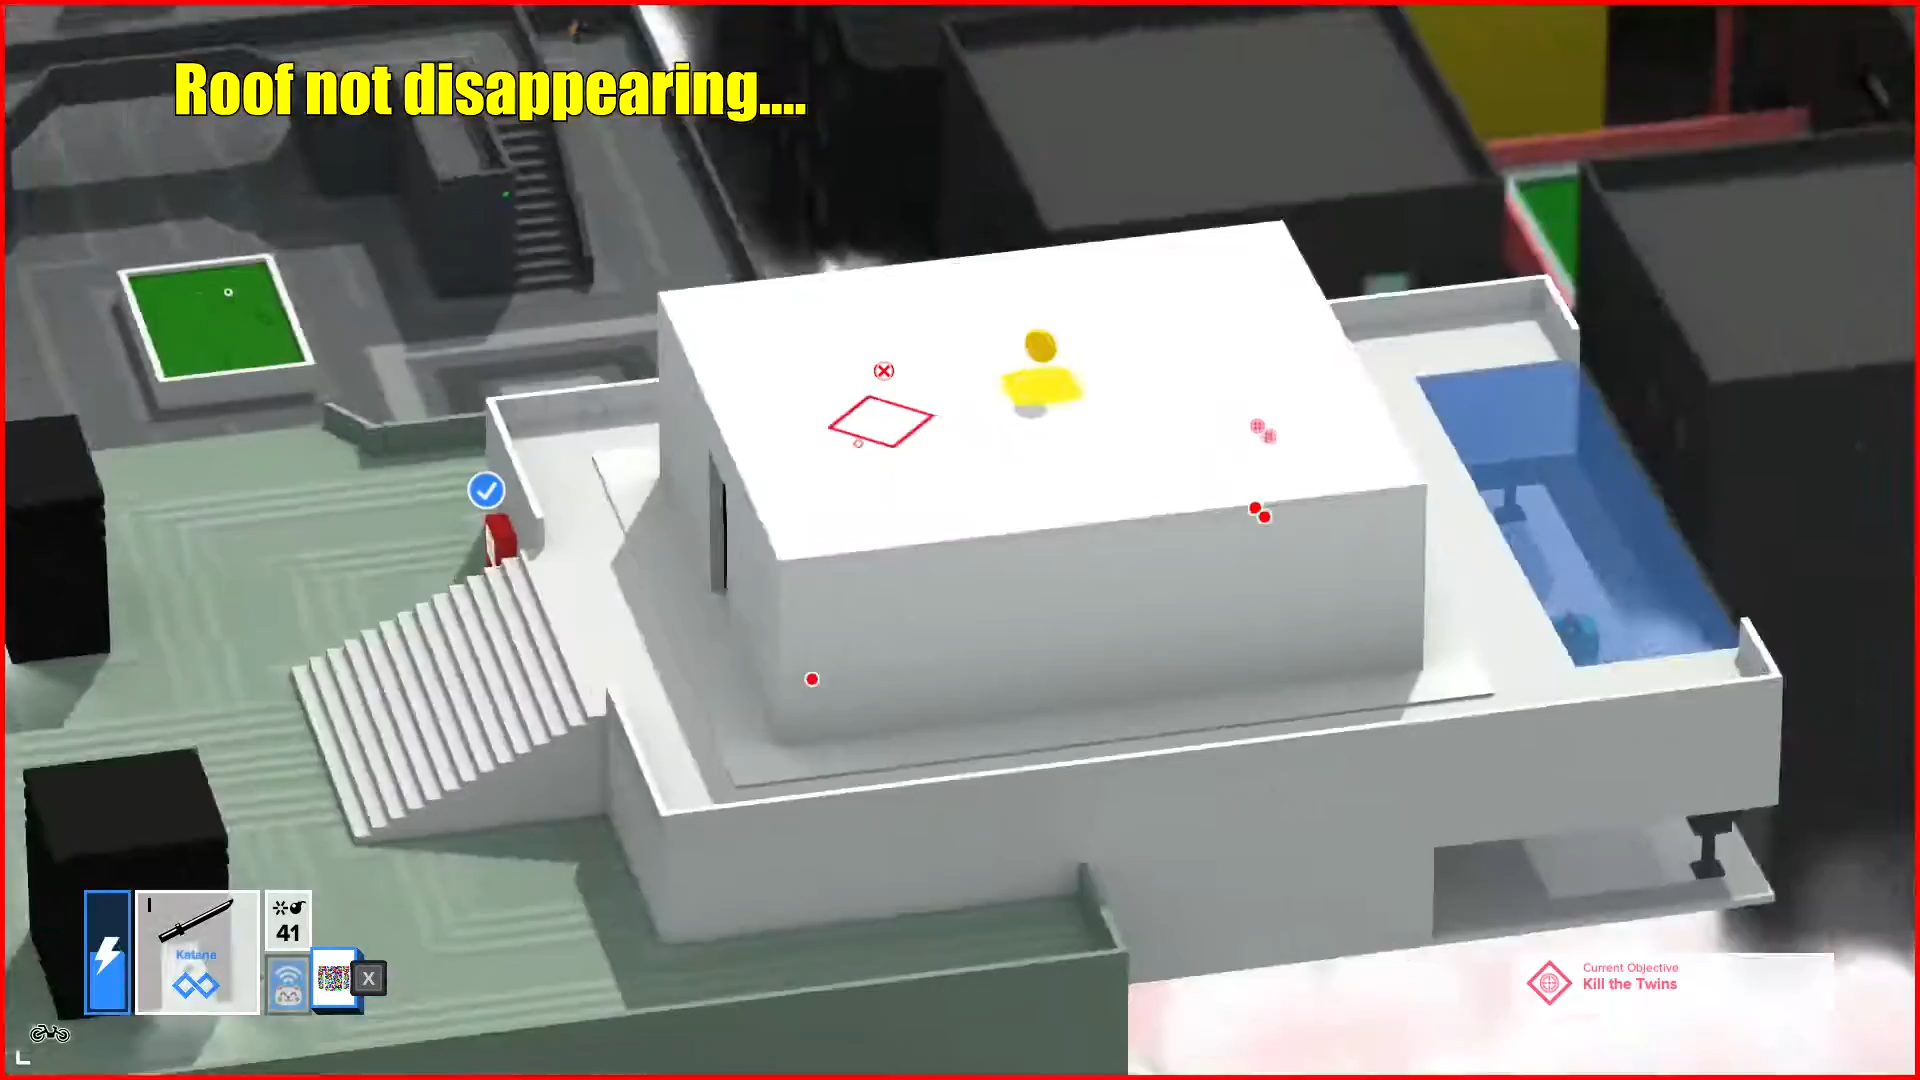 Roof not disappearing....
Katana
41
X
L
Current Objective
Kill the Twins